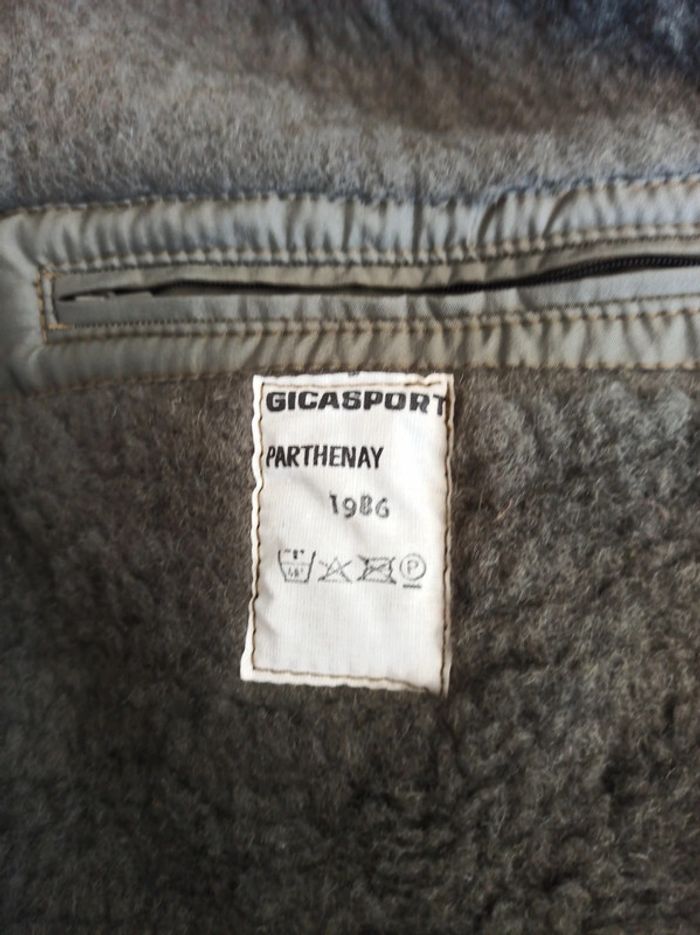 GICASPORT
PARTHENAY
1986
P